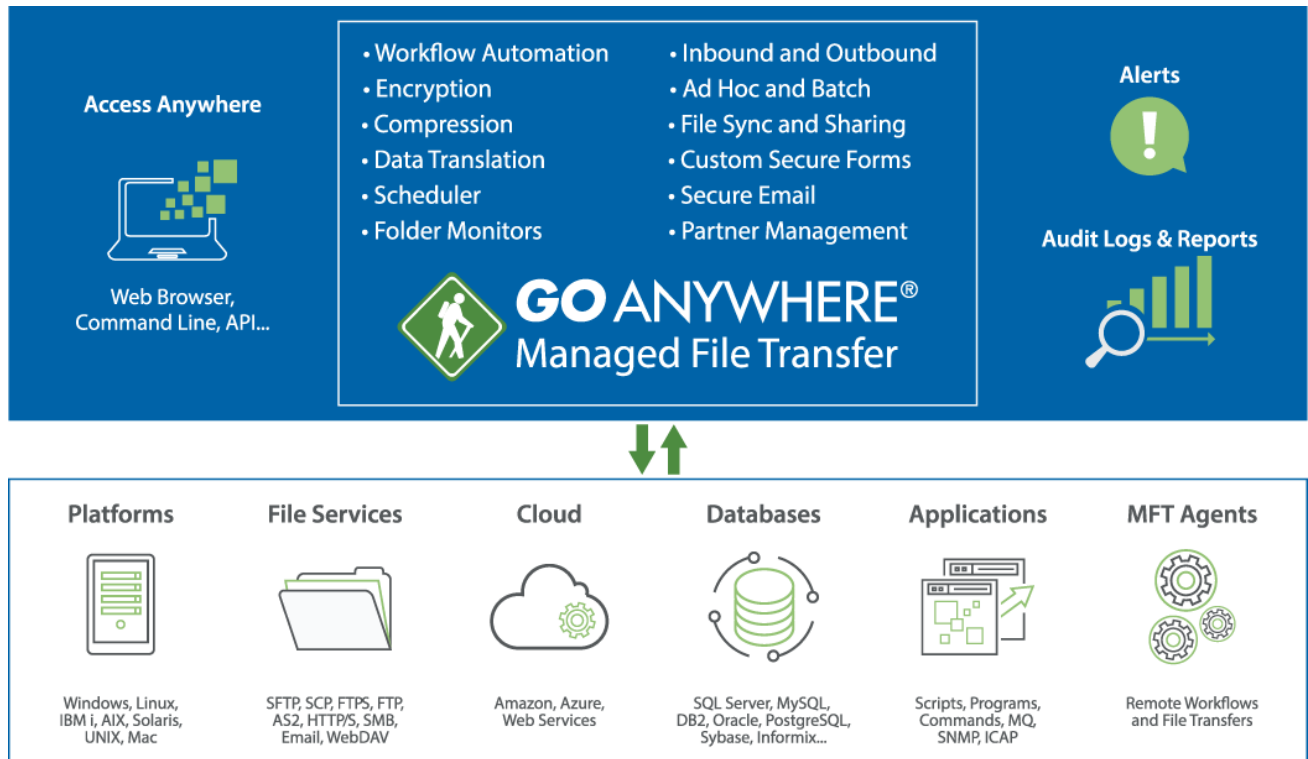 Access Anywhere
Web Browser,
Command Line, API...
• Workflow Automation
• Encryption
• Compression
• Data Translation
• Scheduler
• Folder Monitors
• Inbound and Outbound
• Ad Hoc and Batch
• File Sync and Sharing
• Custom Secure Forms
• Secure Email
• Partner Management
GO ANYWHERE®
Managed File Transfer
Alerts
!
Audit Logs & Reports
Platforms
Windows, Linux,
IBM i, AIX, Solaris,
UNIX, Mac
File Services
SFTP, SCP, FTPS, FTP,
AS2, HTTP/S, SMB,
Email, WebDAV
Cloud
Amazon, Azure,
Web Services
Databases
SQL Server, MySQL,
DB2, Oracle, PostgreSQL,
Sybase, Informix...
Applications
Scripts, Programs,
Commands, MQ,
SNMP, ICAP
MFT Agents
Remote Workflows
and File Transfers